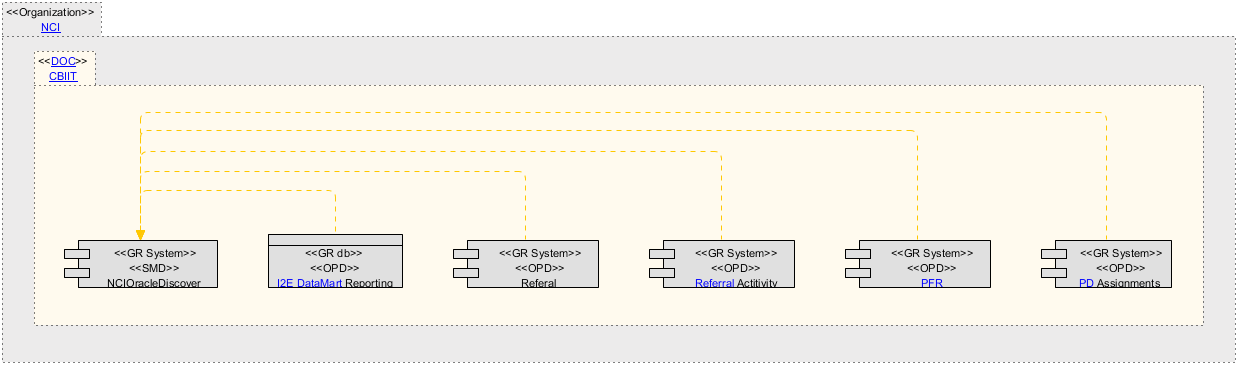 <<Organization>>
NCI
<<DOC>>
CBIIT
<<GR System>>
<<SMD>>
NCIOracleDiscover
<<GR db>>
<<OPD>>
I2E DataMart Reporting
<<GR System>>
<<OPD>>
Referal
<<GR System>>
<<OPD>>
Referral Actitivity
<<GR System>>
<<OPD>>
PFR
<<GR System>>
<<OPD>>
PD Assignments